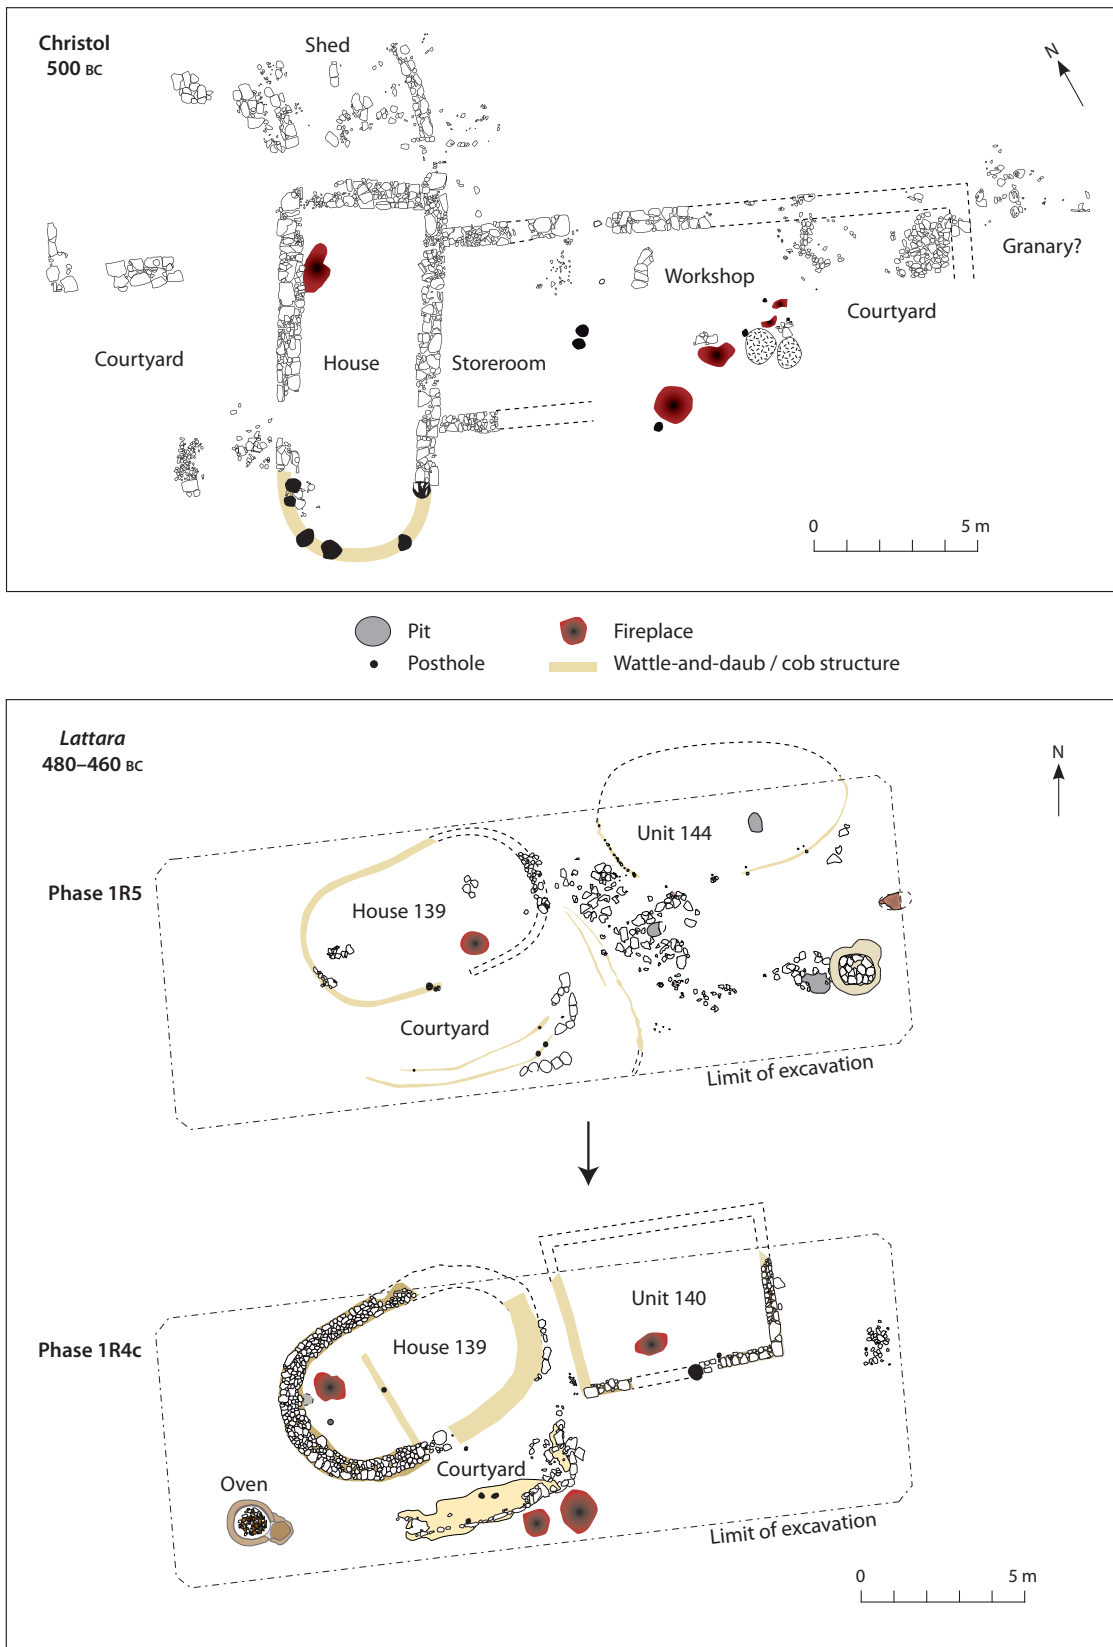 Christol
500 BC
Shed
N
Granary?
Workshop
Courtyard
Courtyard
House
Storeroom
0 5 m
Pit
Fireplace
Posthole
Wattle-and-daub / cob structure
Lattara
480–460 BC
N
Unit 144
Phase 1R5
House 139
Courtyard
Limit of excavation
Unit 140
House 139
Phase 1R4c
Courtyard
Oven
Limit of excavation
0 5 m